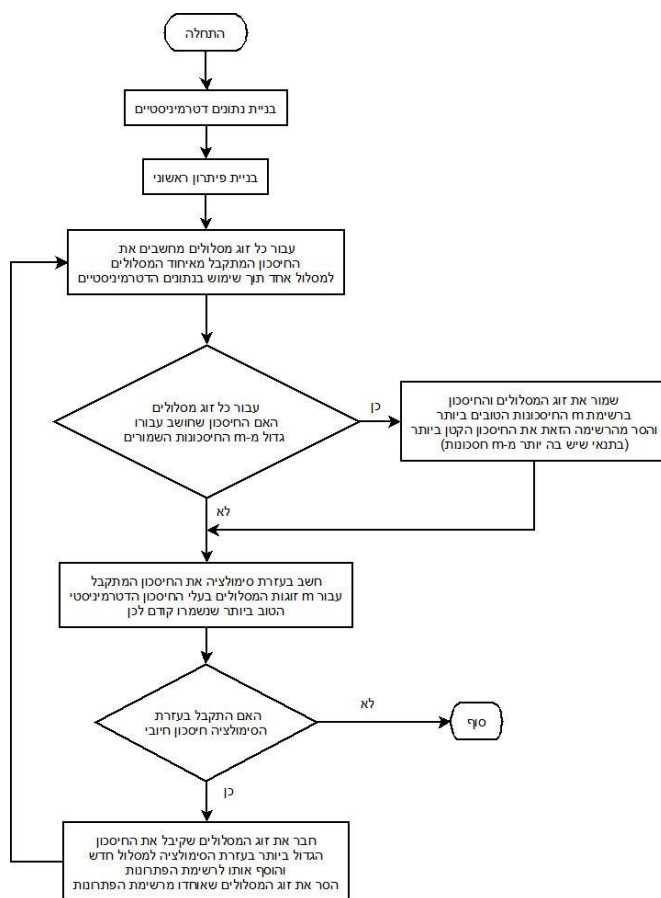 התחלה
בניית נתונים דטרמיניסטיים
בניית פיתרון ראשוני
עבור כל זוג מסלולים מחשבים את
החיסכון המתקבל מאיחוד המסלולים
למסלול אחד תוך שימוש בנתונים הדטרמיניסטיים
עבור כל זוג מסלולים
האם החיסכון שחושב עבורו
גדול מ-m החיסכונות השמורים
כן
שמור את זוג המסלולים והחיסכון
ברשימת m החיסכונות הטובים ביותר
והסר מהרשימה הזאת את החיסכון הקטן ביותר
(בתנאי שיש בה יותר מ-m חסכונות)
לא
חשב בעזרת סימולציה את החיסכון המתקבל
עבור m זוגות המסלולים בעלי החיסכון הדטרמיניסטי
הטוב ביותר שנשמרו קודם לכן
האם התקבל בעזרת
הסימולציה חיסכון חיובי
לא
סוף
כן
חבר את זוג המסלולים שקיבל את החיסכון
הגדול ביותר בעזרת הסימולציה למסלול חדש
והוסף אותו לרשימת הפתרונות
הסר את זוג המסלולים שאוחדו מרשימת הפתרונות